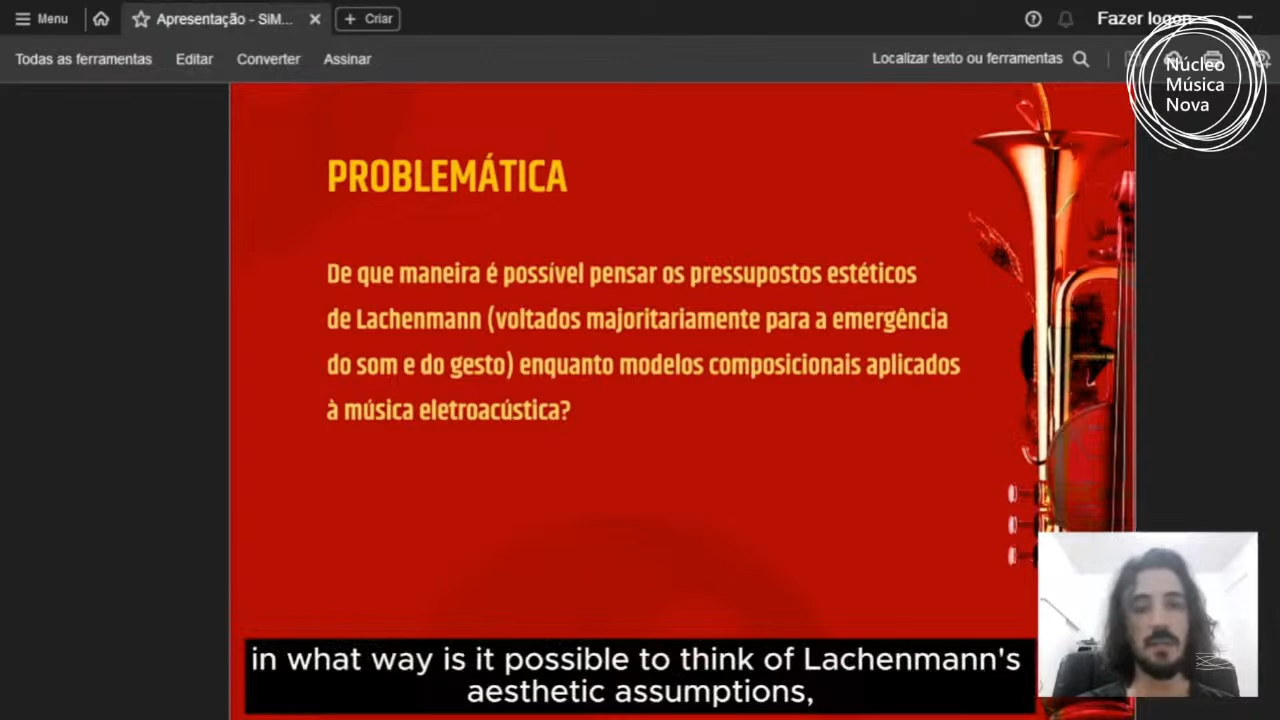 Menu
Apresentação - SiM...
Criar
Fazer logon
Todas as ferramentas
Editar
Converter
Assinar
Localizar texto ou ferramentas
Núcleo
Música
Nova
PROBLEMÁTICA
De que maneira é possível pensar os pressupostos estéticos
de Lachenmann (voltados majoritariamente para a emergência
do som e do gesto) enquanto modelos composicionais aplicados
à música eletroacústica?
in what way is it possible to think of Lachenmann's
aesthetic assumptions,